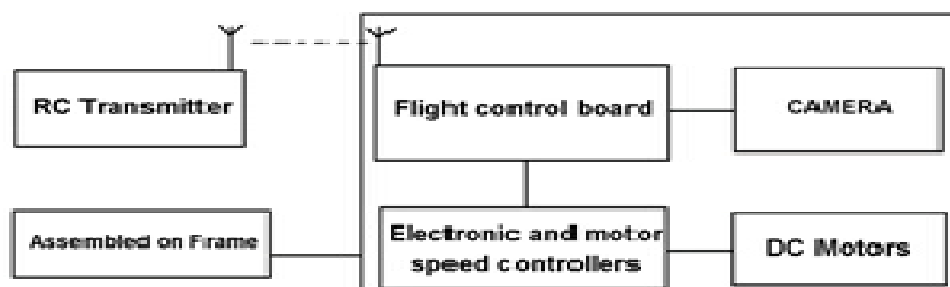 RC Transmitter
Flight control board
CAMERA
Assembled on Frame
Electronic and motor
speed controllers
DC Motors